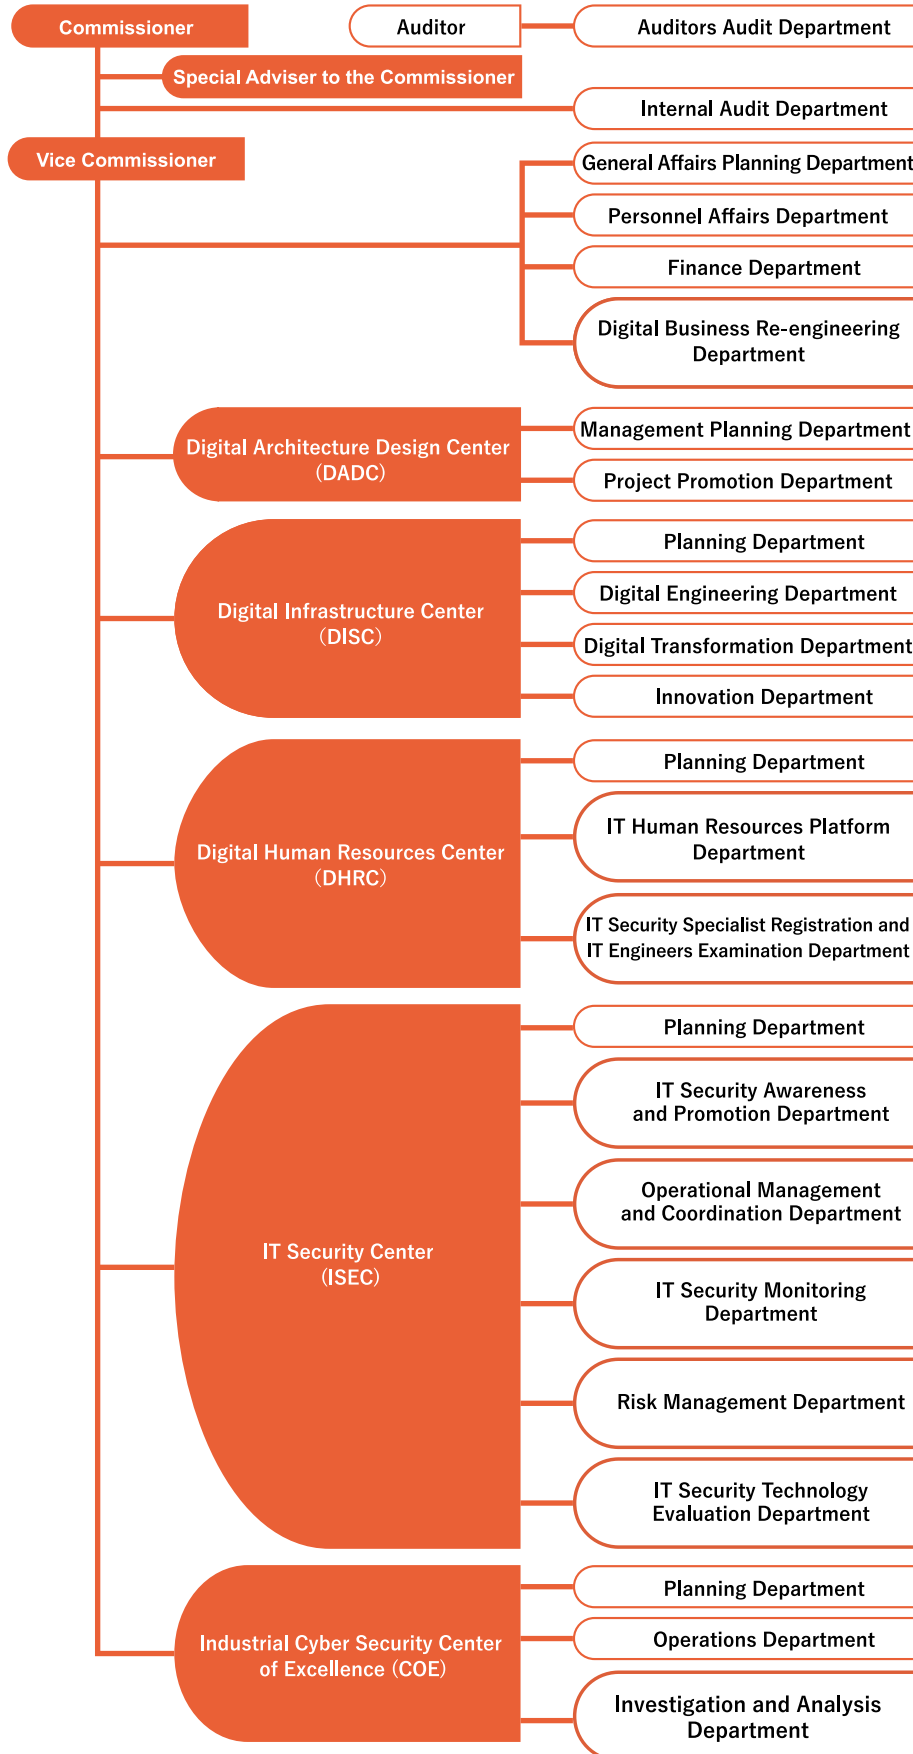 Commissioner
Auditor
Auditors Audit Department
Special Adviser to the Commissioner
Internal Audit Department
Vice Commissioner
General Affairs Planning Department
Personnel Affairs Department
Finance Department
Digital Business Re-engineering
Department
Digital Architecture Design Center
(DADC)
Management Planning Department
Project Promotion Department
Digital Infrastructure Center
(DISC)
Planning Department
Digital Engineering Department
Digital Transformation Department
Innovation Department
Digital Human Resources Center
(DHRC)
Planning Department
IT Human Resources Platform
Department
IT Security Specialist Registration and
IT Engineers Examination Department
IT Security Center
(ISEC)
Planning Department
IT Security Awareness
and Promotion Department
Operational Management
and Coordination Department
IT Security Monitoring
Department
Risk Management Department
IT Security Technology
Evaluation Department
Industrial Cyber Security Center
of Excellence (COE)
Planning Department
Operations Department
Investigation and Analysis
Department